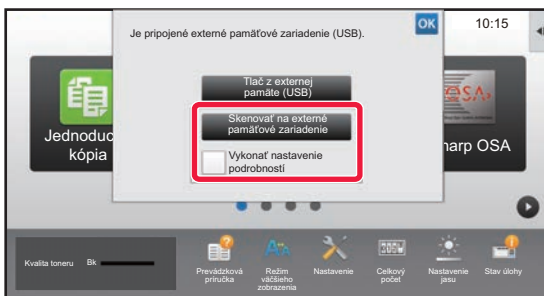 Je pripojené externé pamäťové zariadenie (USB).
OK
10:15
Tlač z externej
pamäte (USB)
Skenovať na externé
pamäťové zariadenie
Vykonať nastavenie
podrobností
Jednoduc
kópia
OSA
harp OSA
Kvalita toneru Bk
Prevádzková
príručka
Režim
väčšieho
zobrazenia
Nastavenie
Celkový
počet
Nastavenie
jasu
Stav úlohy